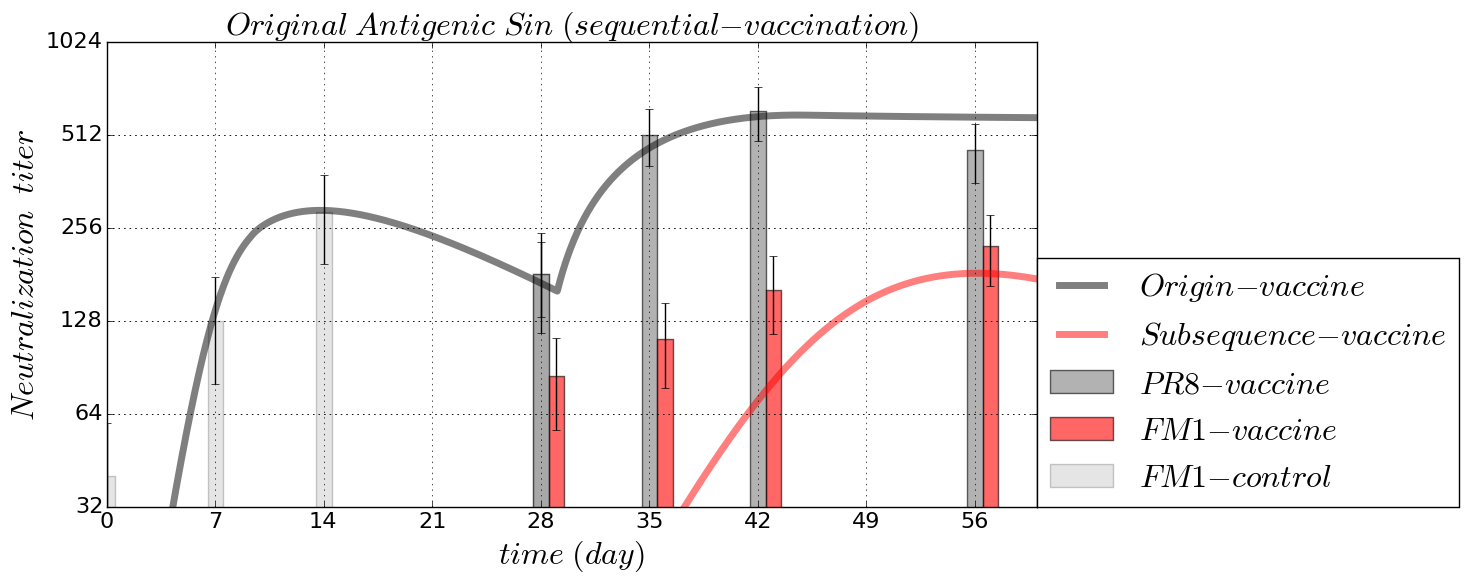 Original Antigenic Sin (sequential−vaccination)
1024
512
256
128
64
32
Neutralization titer
0 7 14 21 28 35 42 49 56
time (day)
Origin−vaccine
Subsequence−vaccine
PR8−vaccine
FM1−vaccine
FM1−control